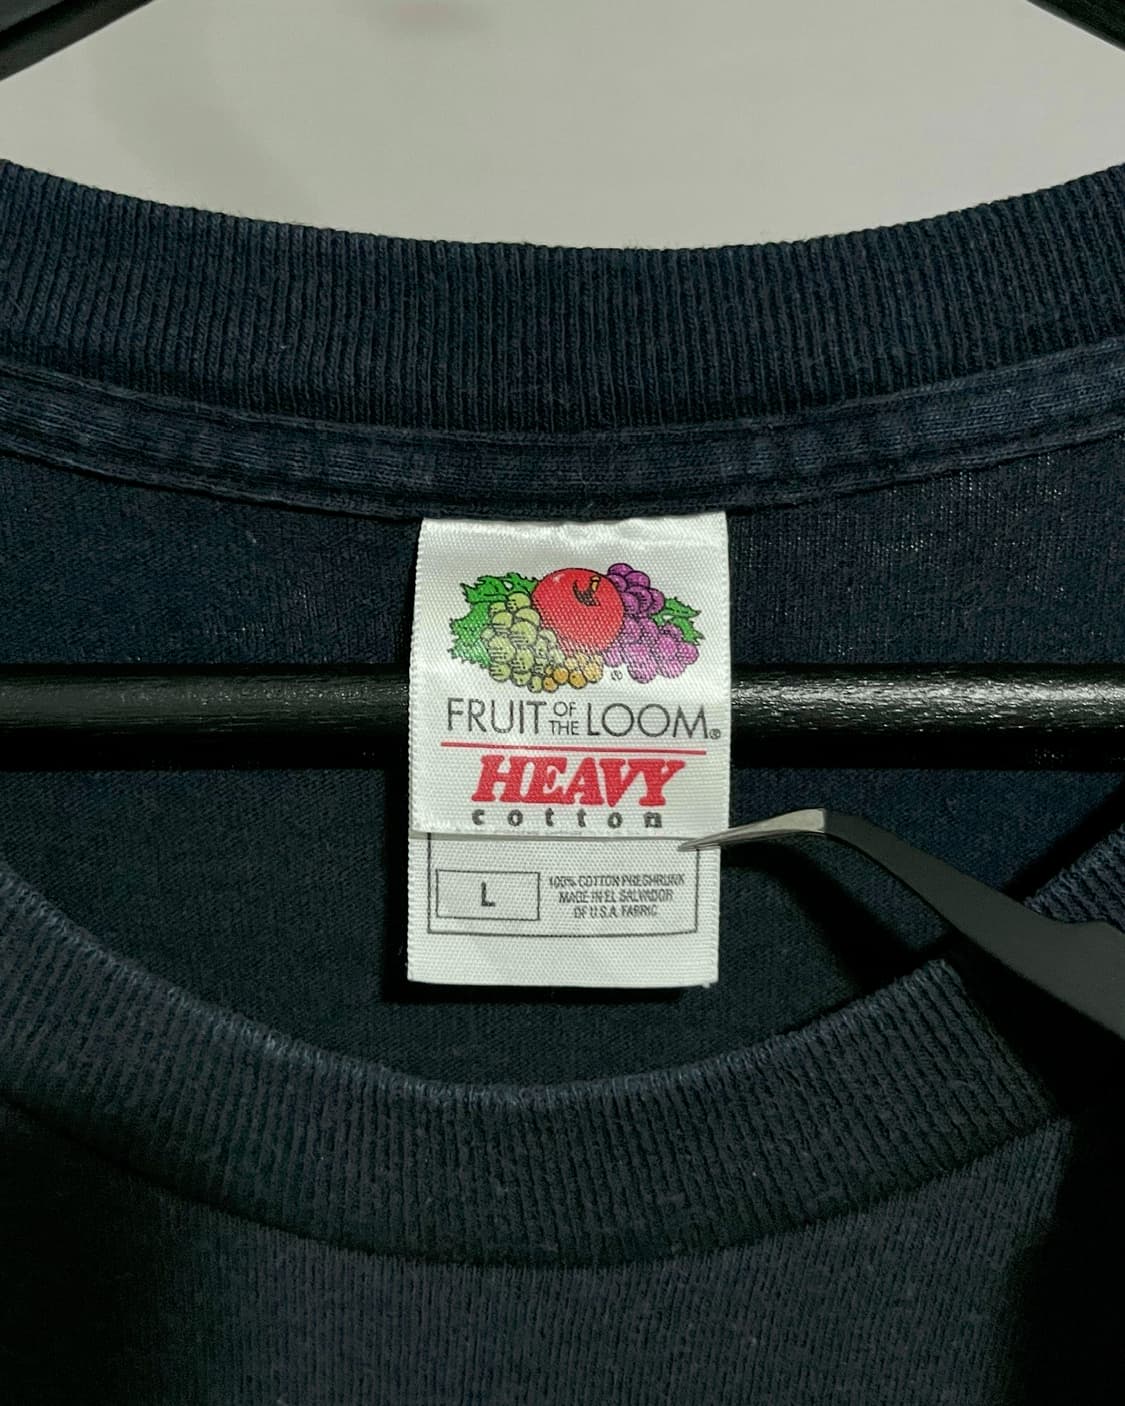 ®
FRUIT OF THE LOOM®
HEAVY
cotton
L
100% COTTON PRESHRUNK
MADE IN EL SALVADOR
OF U.S.A. FABRIC